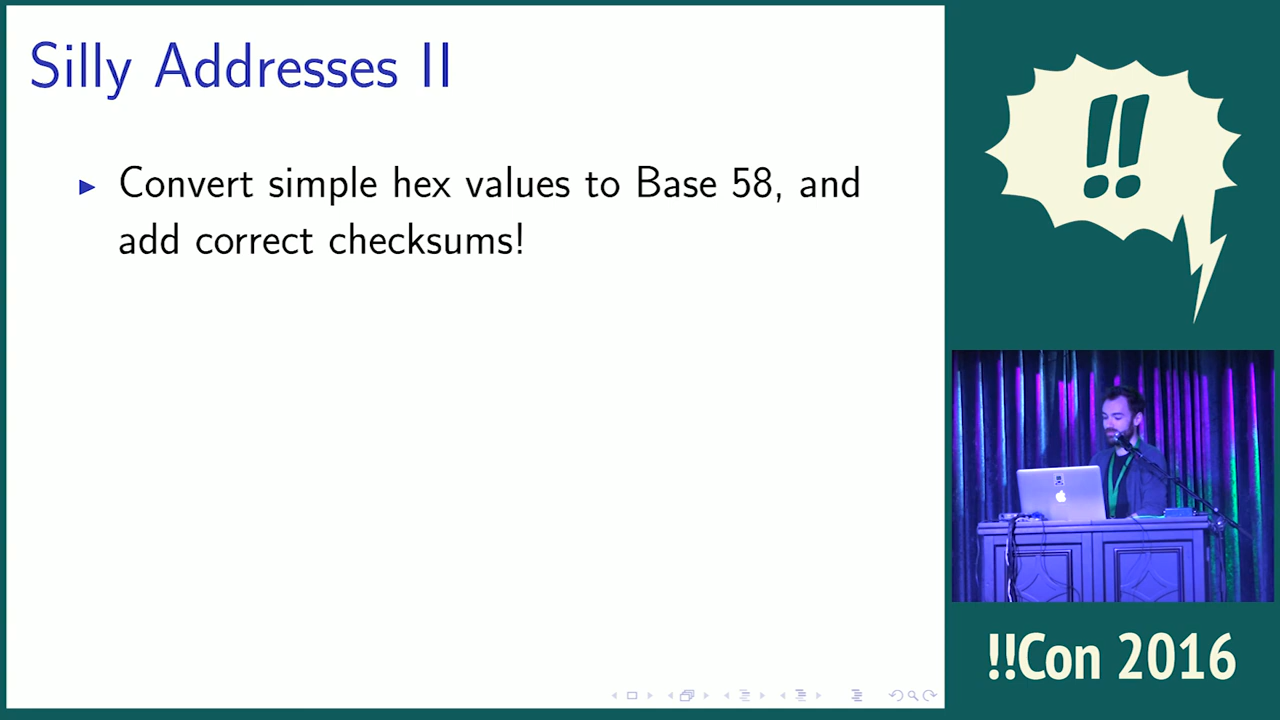 Silly Addresses II
Convert simple hex values to Base 58, and
add correct checksums!
!!
!!Con 2016